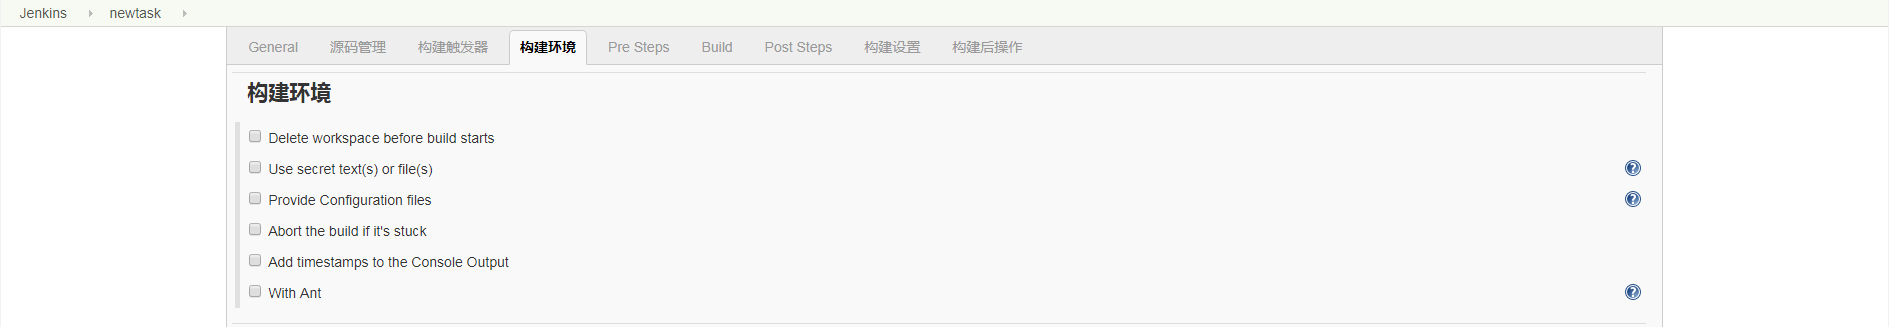 Jenkins newtask
General 源码管理 构建触发器 构建环境 Pre Steps Build Post Steps 构建设置 构建后操作
构建环境
Delete workspace before build starts
Use secret text(s) or file(s)
Provide Configuration files
Abort the build if it's stuck
Add timestamps to the Console Output
With Ant